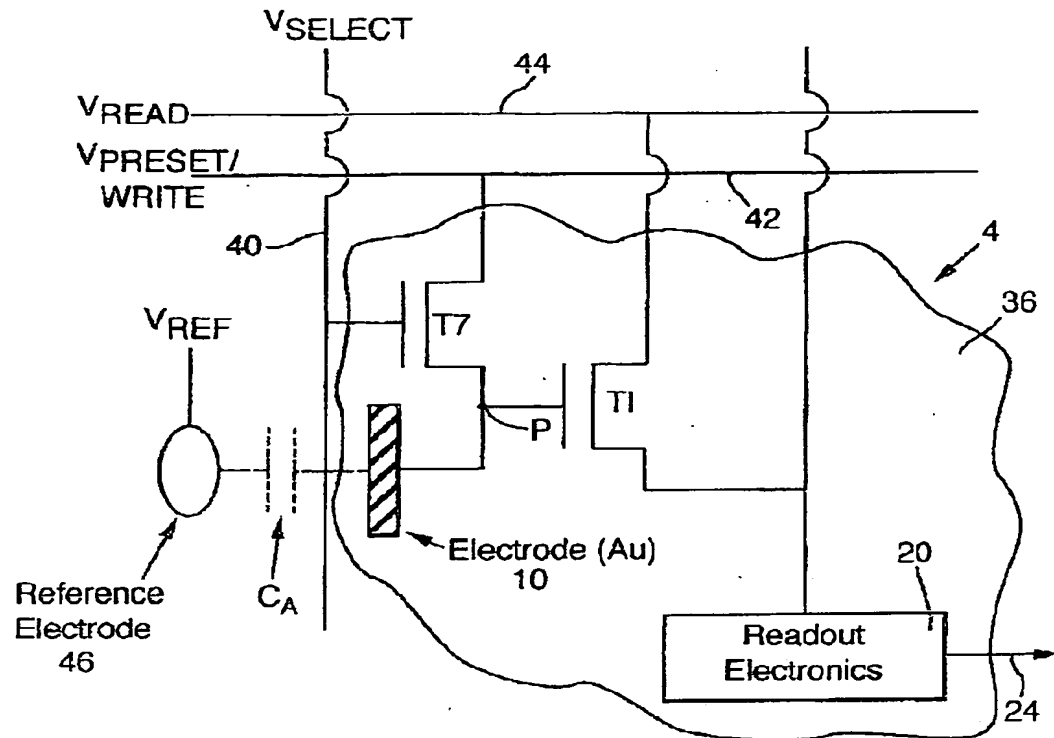 VSELECT
44
VREAD
VPRESET/
WRITE
42
40
4
36
VREF
T7
T1
P
Electrode (Au)
10
20
CA
Reference
Electrode
46
Readout
Electronics
24